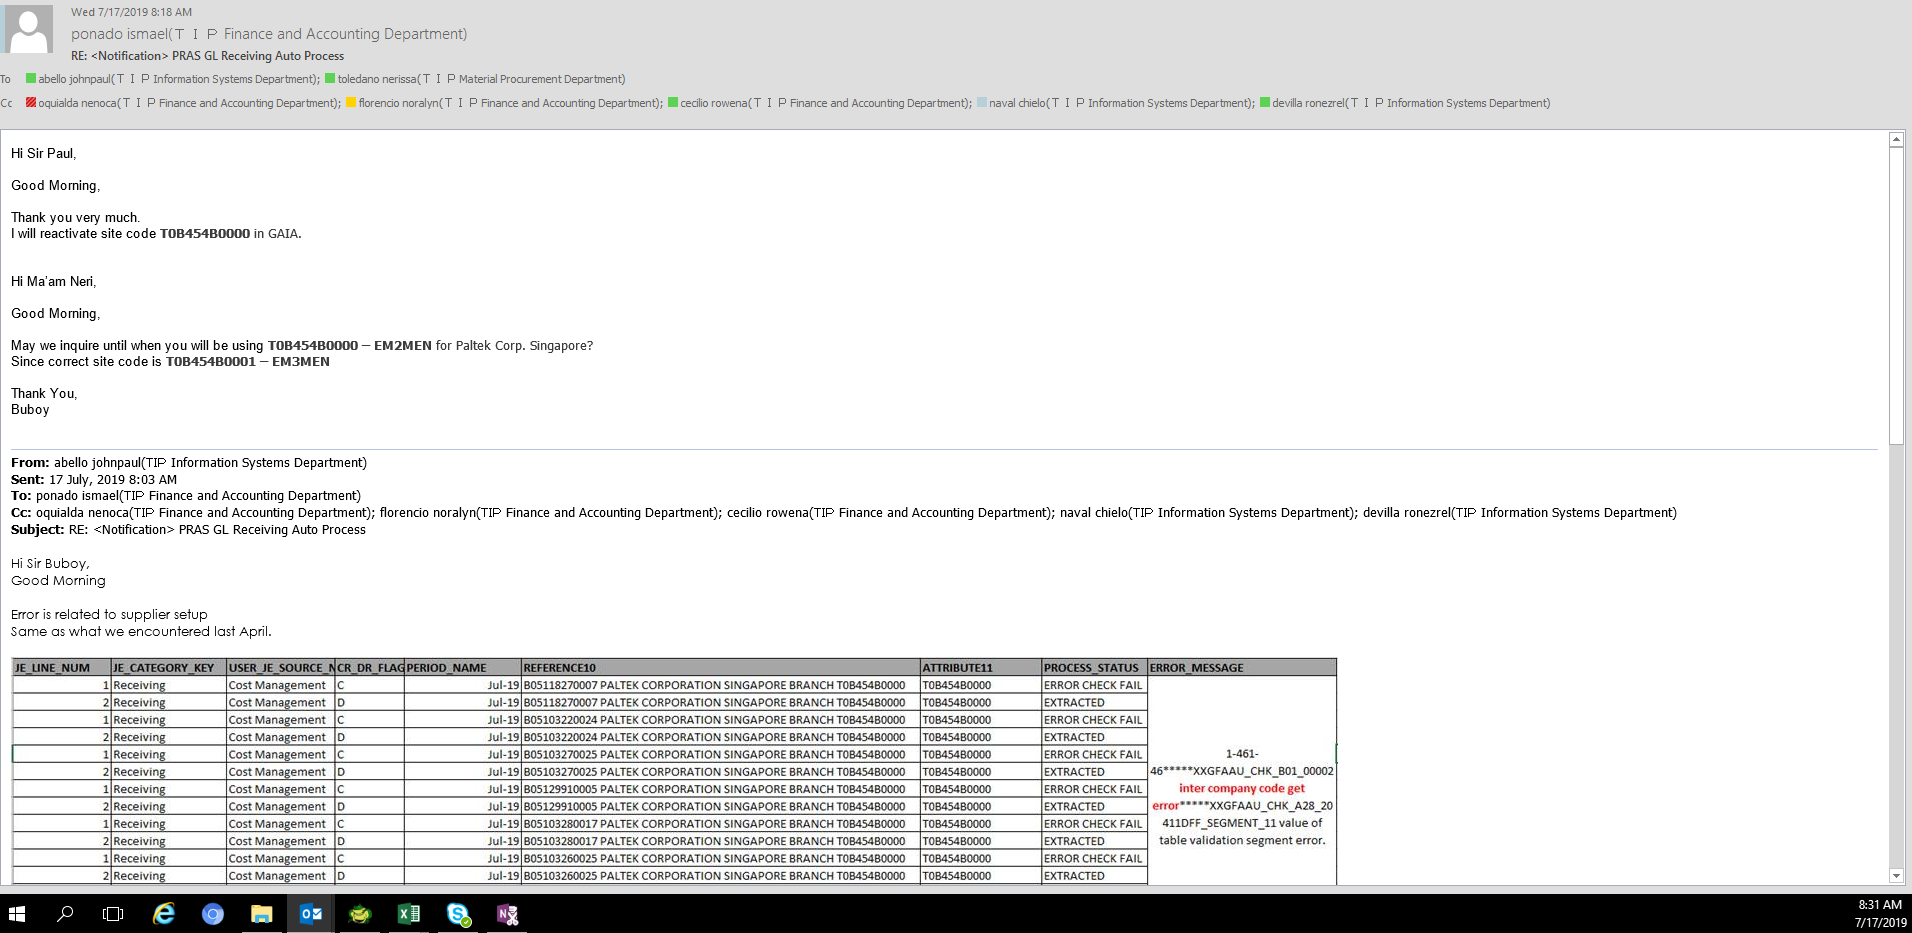 Wed 7/17/2019 8:18 AM
ponado ismael(T I P Finance and Accounting Department)
RE: <Notification> PRAS GL Receiving Auto Process
To abello johnpaul(T I P Information Systems Department); toledano nerissa(T I P Material Procurement Department)
Cc oquialda nenoca(T I P Finance and Accounting Department); florencio noralyn(T I P Finance and Accounting Department); cecilio rowena(T I P Finance and Accounting Department); naval chielo(T I P Information Systems Department); devilla ronezrel(T I P Information Systems Department)
Hi Sir Paul,
Good Morning,
Thank you very much.
I will reactivate site code T0B454B0000 in GAIA.
Hi Ma'am Neri,
Good Morning,
May we inquire until when you will be using T0B454B0000 – EM2MEN for Paltek Corp. Singapore?
Since correct site code is T0B454B0001 – EM3MEN
Thank You,
Buboy
From: abello johnpaul(TIP Information Systems Department)
Sent: 17 July, 2019 8:03 AM
To: ponado ismael(TIP Finance and Accounting Department)
Cc: oquialda nenoca(TIP Finance and Accounting Department); florencio noralyn(TIP Finance and Accounting Department); cecilio rowena(TIP Finance and Accounting Department); naval chielo(TIP Information Systems Department); devilla ronezrel(TIP Information Systems Department)
Subject: RE: <Notification> PRAS GL Receiving Auto Process
Hi Sir Buboy,
Good Morning
Error is related to supplier setup
Same as what we encountered last April.
JE_LINE_NUM JE_CATEGORY_KEY USER_JE_SOURCE_N CR_DR_FLAG PERIOD_NAME REFERENCE10 ATTRIBUTE11 PROCESS_STATUS ERROR_MESSAGE
1 Receiving Cost Management C Jul-19 B05118270007 PALTEK CORPORATION SINGAPORE BRANCH T0B454B0000 T0B454B0000 ERROR CHECK FAIL
2 Receiving Cost Management D Jul-19 B05118270007 PALTEK CORPORATION SINGAPORE BRANCH T0B454B0000 T0B454B0000 EXTRACTED
1 Receiving Cost Management C Jul-19 B05103220024 PALTEK CORPORATION SINGAPORE BRANCH T0B454B0000 T0B454B0000 ERROR CHECK FAIL
2 Receiving Cost Management D Jul-19 B05103220024 PALTEK CORPORATION SINGAPORE BRANCH T0B454B0000 T0B454B0000 EXTRACTED
1 Receiving Cost Management C Jul-19 B05103270025 PALTEK CORPORATION SINGAPORE BRANCH T0B454B0000 T0B454B0000 ERROR CHECK FAIL
2 Receiving Cost Management D Jul-19 B05103270025 PALTEK CORPORATION SINGAPORE BRANCH T0B454B0000 T0B454B0000 EXTRACTED
1 Receiving Cost Management C Jul-19 B05129910005 PALTEK CORPORATION SINGAPORE BRANCH T0B454B0000 T0B454B0000 ERROR CHECK FAIL
2 Receiving Cost Management D Jul-19 B05129910005 PALTEK CORPORATION SINGAPORE BRANCH T0B454B0000 T0B454B0000 EXTRACTED
1 Receiving Cost Management C Jul-19 B05103280017 PALTEK CORPORATION SINGAPORE BRANCH T0B454B0000 T0B454B0000 ERROR CHECK FAIL
2 Receiving Cost Management D Jul-19 B05103280017 PALTEK CORPORATION SINGAPORE BRANCH T0B454B0000 T0B454B0000 EXTRACTED
1 Receiving Cost Management C Jul-19 B05103260025 PALTEK CORPORATION SINGAPORE BRANCH T0B454B0000 T0B454B0000 ERROR CHECK FAIL
2 Receiving Cost Management D Jul-19 B05103260025 PALTEK CORPORATION SINGAPORE BRANCH T0B454B0000 T0B454B0000 EXTRACTED
1-461-
46*****XXGFAAU_CHK_B01_00002
inter company code get
error*****XXGFAAU_CHK_A28_20
411DFF_SEGMENT_11 value of
table validation segment error.
8:31 AM
7/17/2019